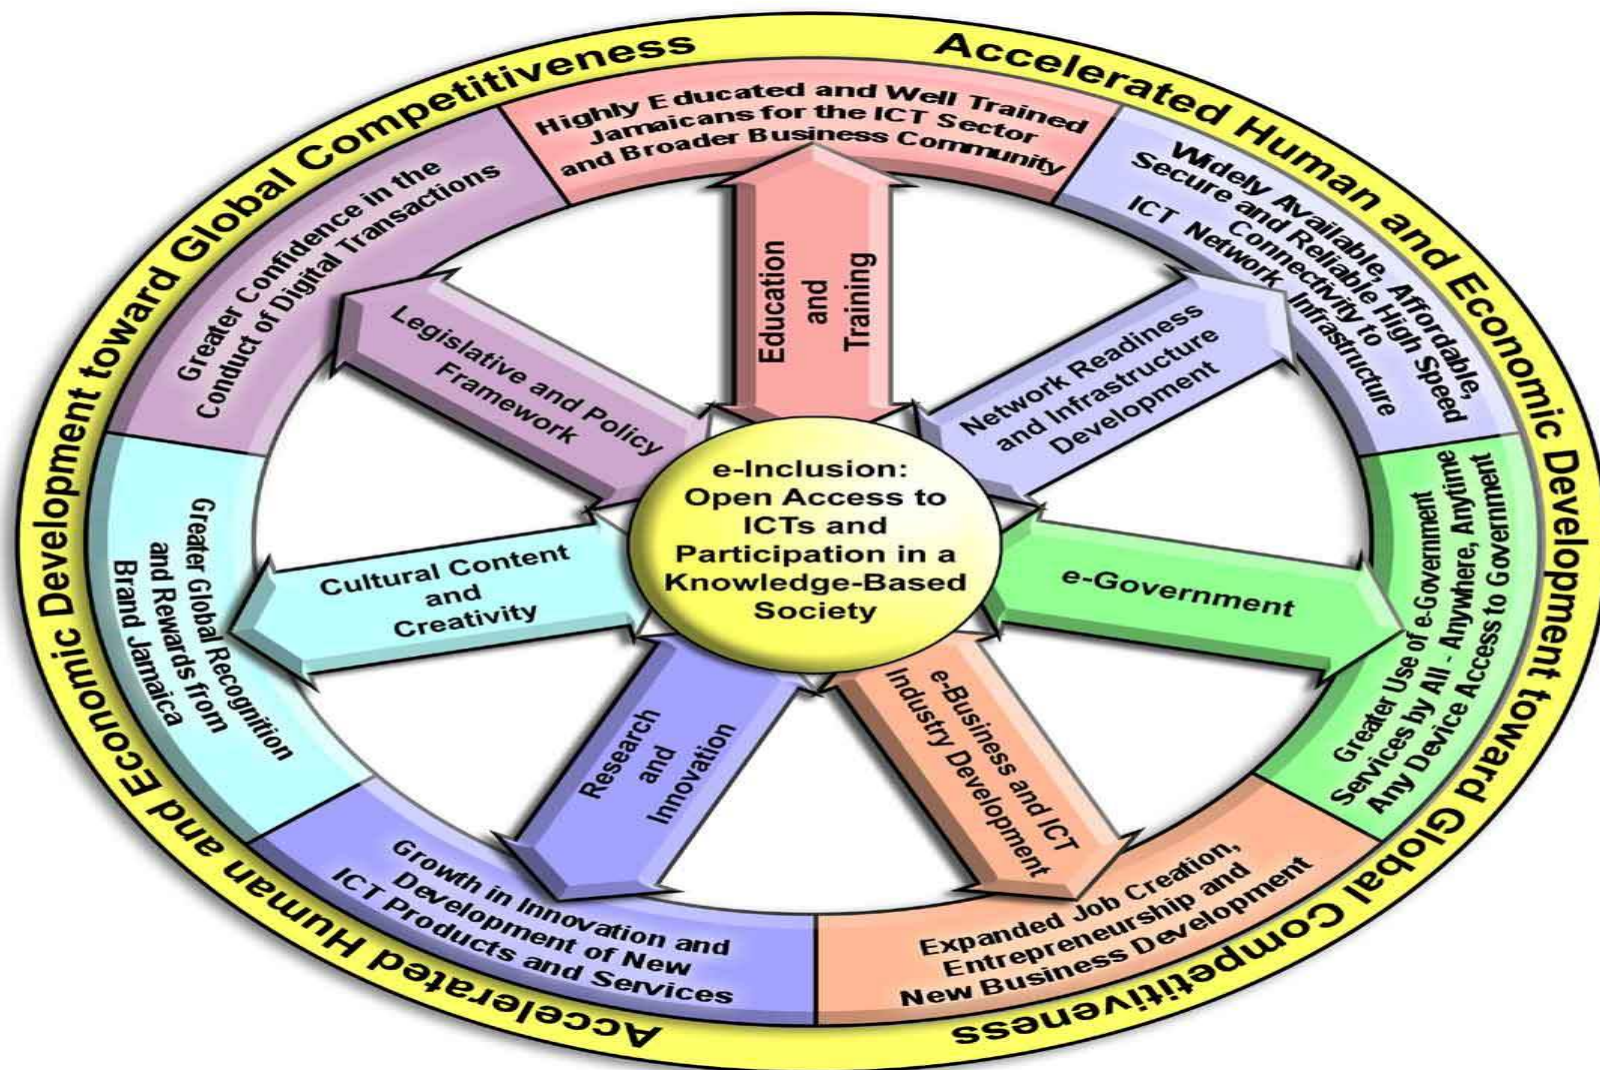 Accelerated Human and Economic Development toward Global Competitiveness
Accelerated Human and Economic Development toward Global Competitiveness
Highly Educated and Well Trained
Jamaicans for the ICT Sector
and Broader Business Community
Widely Available, Affordable,
Secure and Reliable High Speed
Connectivity to
ICT Network Infrastructure
Greater Use of e-Government
Services by All - Anywhere, Anytime
Any Device Access to Government
Expanded Job Creation,
Entrepreneurship and
New Business Development
Growth in Innovation and
Development of New
ICT Products and Services
Greater Global Recognition
and Rewards from
Brand Jamaica
Greater Confidence in the
Conduct of Digital Transactions
Education
and
Training
Network Readiness
and Infrastructure
Development
e-Government
e-Business and ICT
Industry Development
Research
and
Innovation
Cultural Content
and
Creativity
Legislative and Policy
Framework
e-Inclusion:
Open Access to
ICTs and
Participation in a
Knowledge-Based
Society